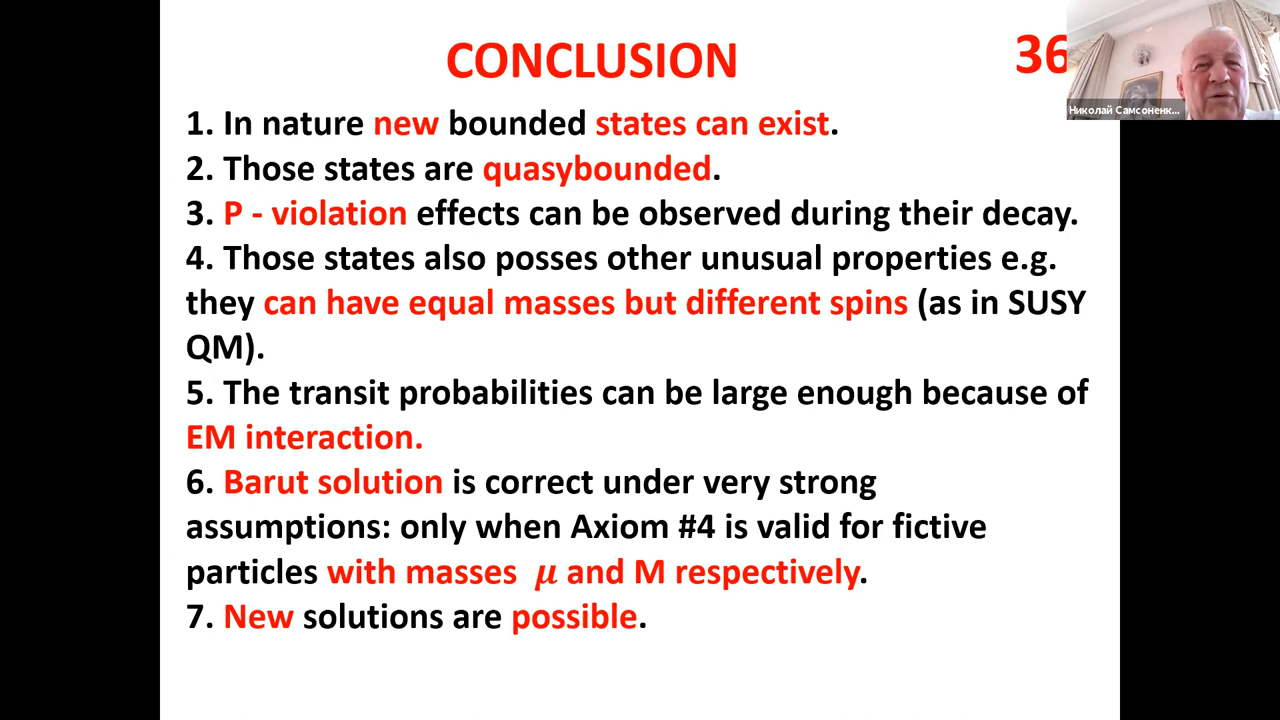 CONCLUSION
36
Николай Самсоненк...
1. In nature new bounded states can exist.
2. Those states are quasybounded.
3. P - violation effects can be observed during their decay.
4. Those states also posses other unusual properties e.g.
they can have equal masses but different spins (as in SUSY
QM).
5. The transit probabilities can be large enough because of
EM interaction.
6. Barut solution is correct under very strong
assumptions: only when Axiom #4 is valid for fictive
particles with masses μ and M respectively.
7. New solutions are possible.